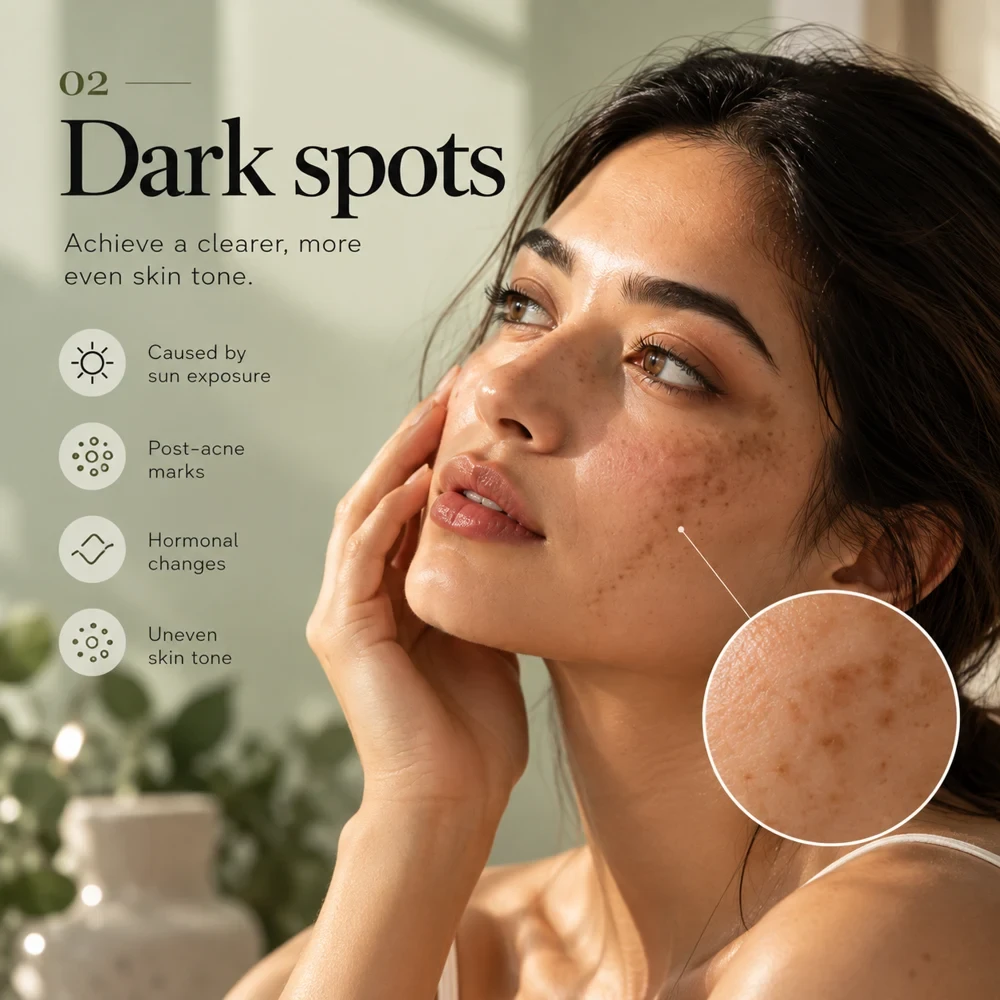 02
Dark spots
Achieve a clearer, more
even skin tone.
Caused by
sun exposure
Post-acne
marks
Hormonal
changes
Uneven
skin tone